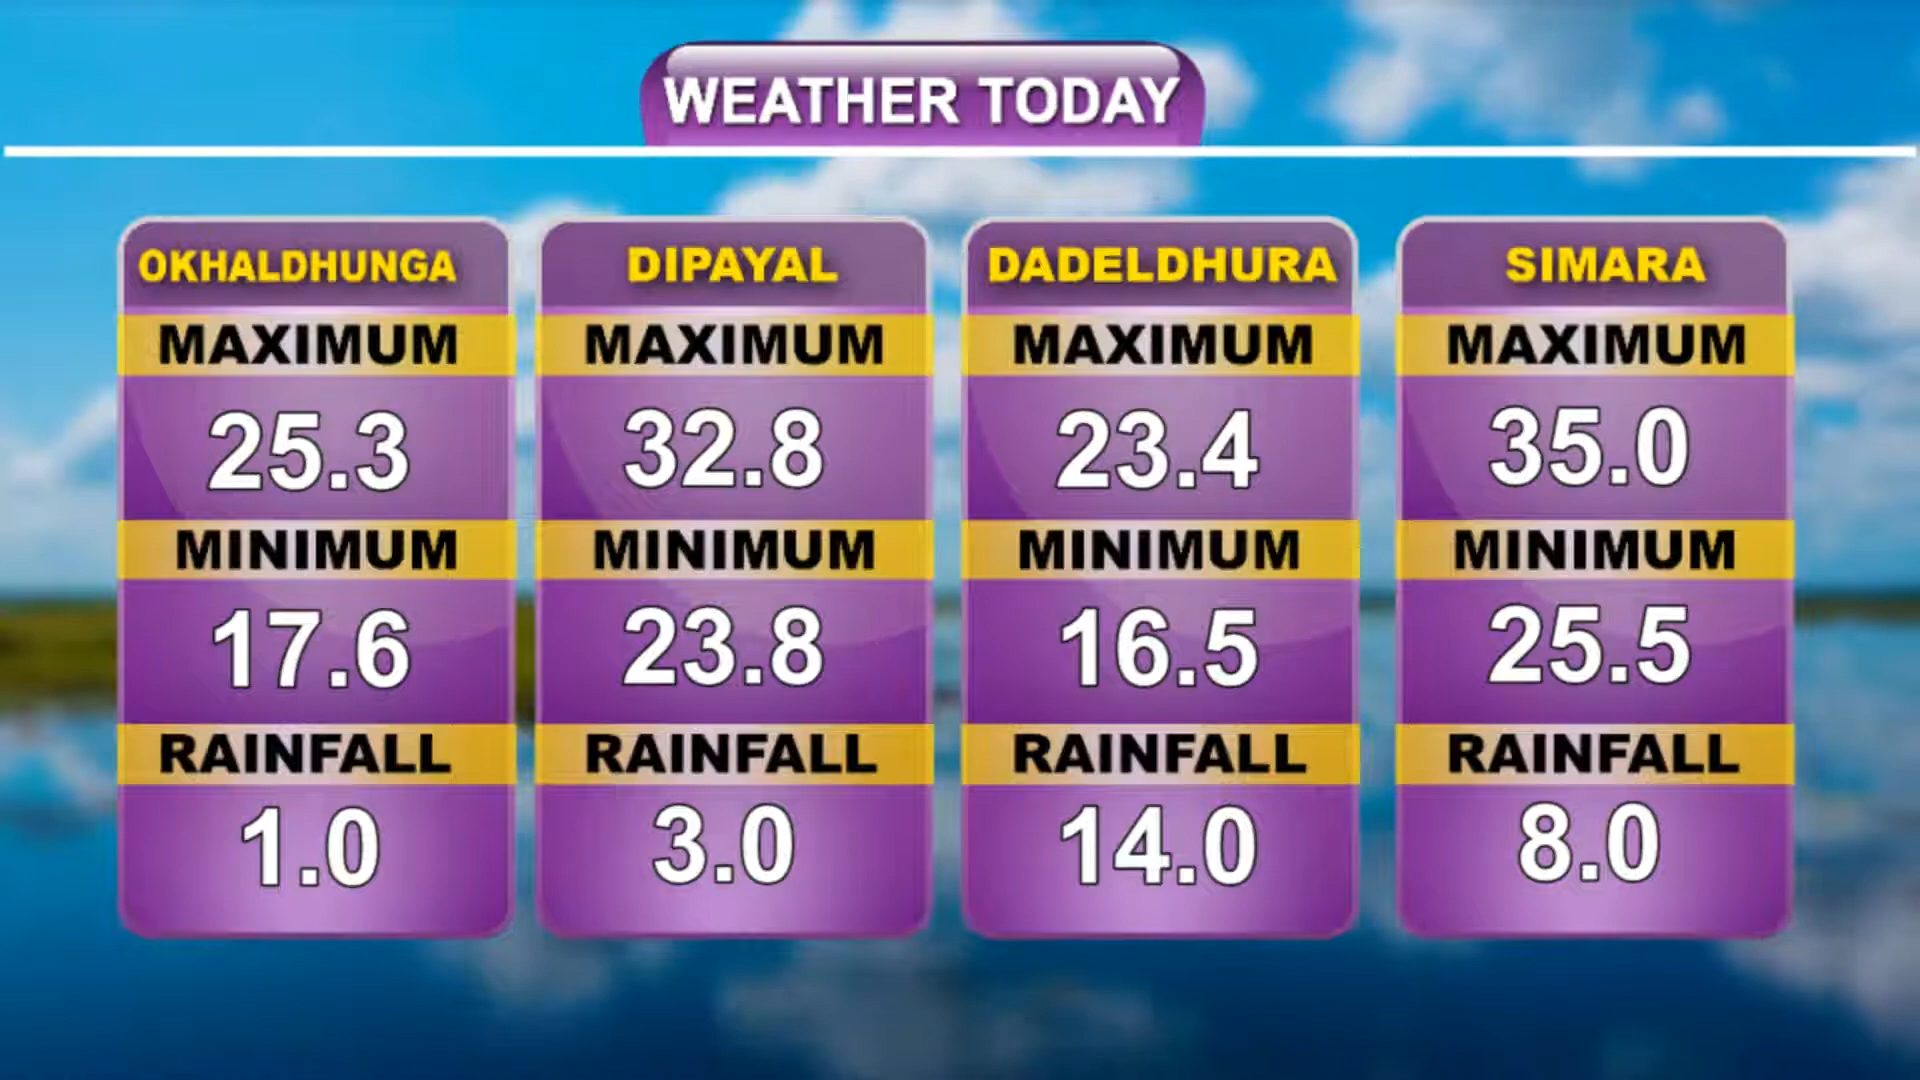 WEATHER TODAY
OKHALDHUNGA
MAXIMUM
25.3
MINIMUM
17.6
RAINFALL
1.0
DIPAYAL
MAXIMUM
32.8
MINIMUM
23.8
RAINFALL
3.0
DADELDHURA
MAXIMUM
23.4
MINIMUM
16.5
RAINFALL
14.0
SIMARA
MAXIMUM
35.0
MINIMUM
25.5
RAINFALL
8.0